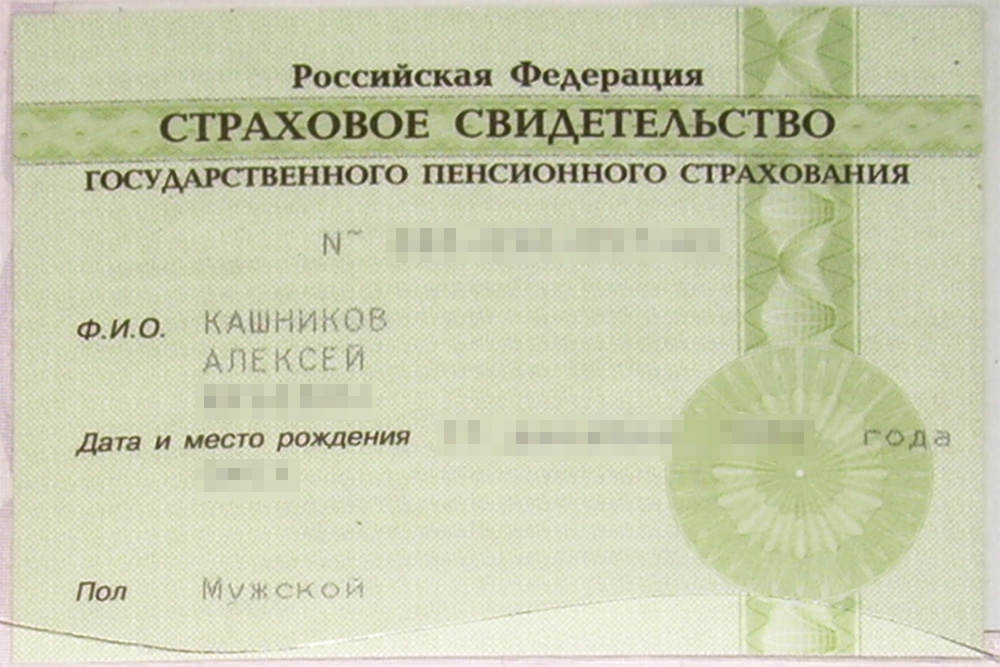 Российская Федерация
СТРАХОВОЕ СВИДЕТЕЛЬСТВО
ГОСУДАРСТВЕННОГО ПЕНСИОННОГО СТРАХОВАНИЯ
N~
Ф.И.О. КАШНИКОВ
АЛЕКСЕЙ
Дата и место рождения года
Пол Мужской